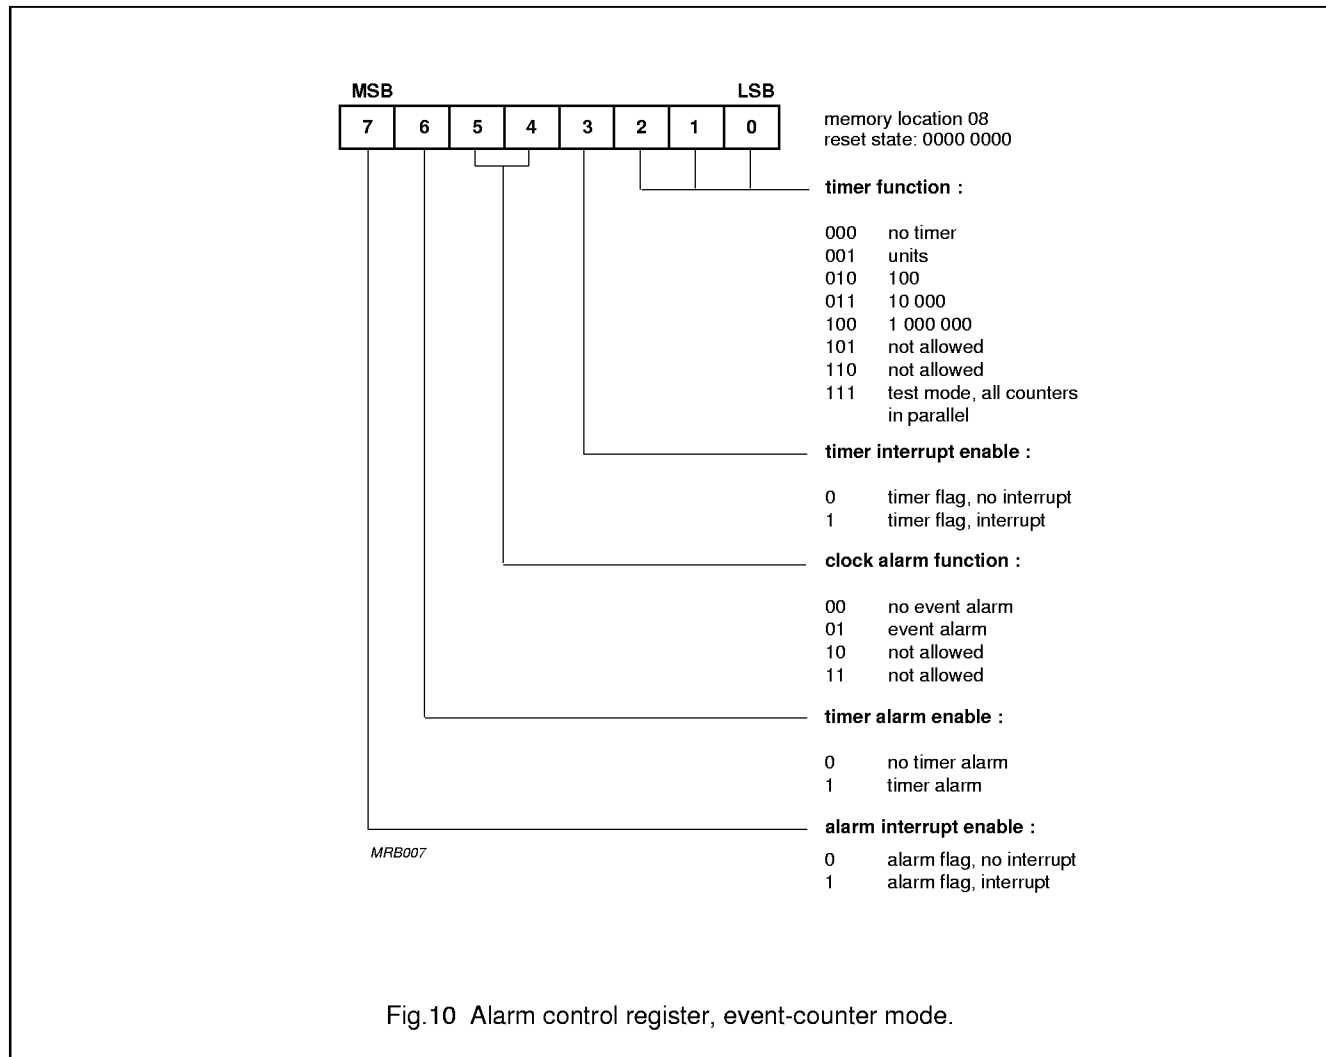 MSB LSB
7 6 5 4 3 2 1 0
memory location 08
reset state: 0000 0000
timer function :
000 no timer
001 units
010 100
011 10 000
100 1 000 000
101 not allowed
110 not allowed
111 test mode, all counters
in parallel
timer interrupt enable :
0 timer flag, no interrupt
1 timer flag, interrupt
clock alarm function :
00 no event alarm
01 event alarm
10 not allowed
11 not allowed
timer alarm enable :
0 no timer alarm
1 timer alarm
alarm interrupt enable :
0 alarm flag, no interrupt
1 alarm flag, interrupt
MRB007
Fig.10 Alarm control register, event-counter mode.